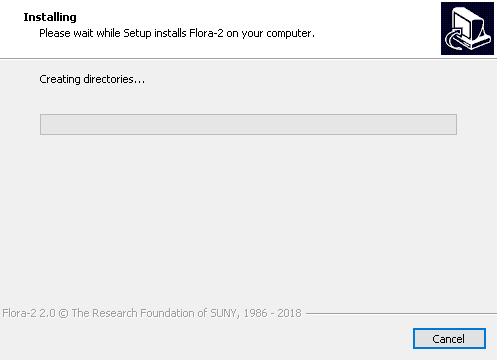 Installing
Please wait while Setup installs Flora-2 on your computer.
Creating directories...
Flora-2 2.0 © The Research Foundation of SUNY, 1986 - 2018
Cancel